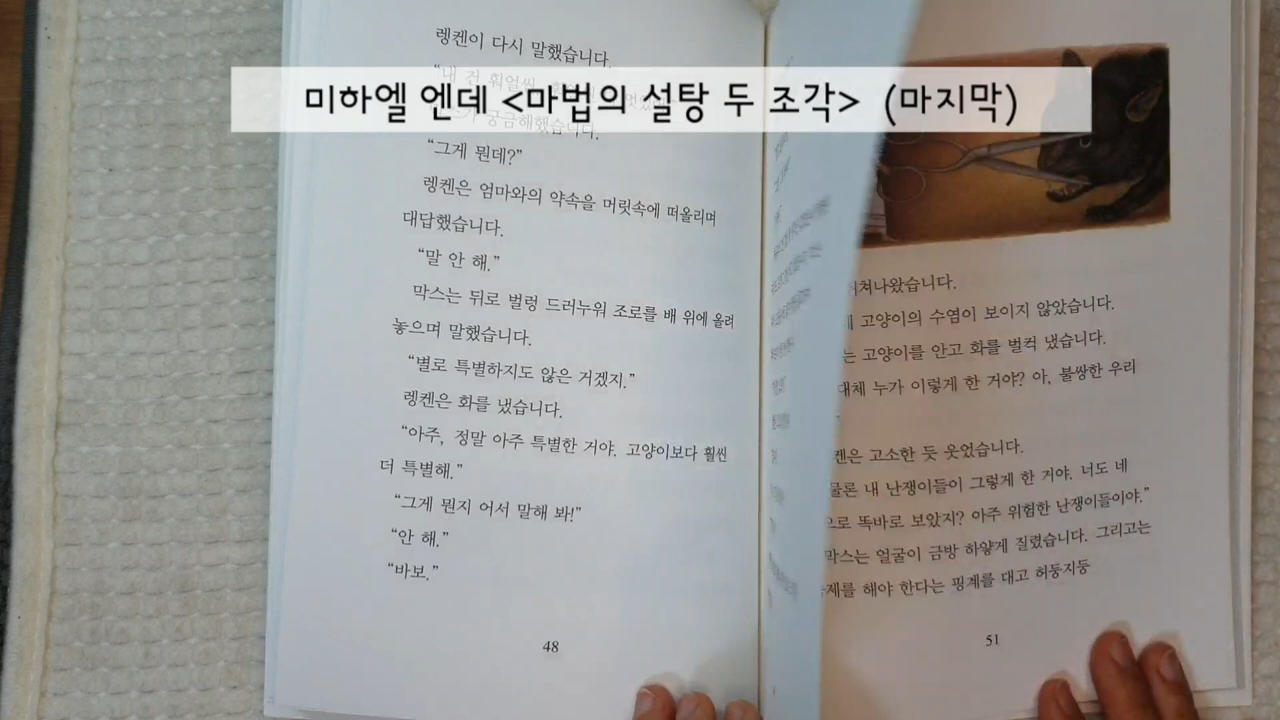 미하엘 엔데 <마법의 설탕 두 조각> (마지막)
렝켄이 다시 말했습니다.
“내 건 훠얼씬
궁금해했습니다.
“그게 뭔데?”
렝켄은 엄마와의 약속을 머릿속에 떠올리며
대답했습니다.
“말 안 해.”
막스는 뒤로 벌렁 드러누워 조로를 배 위에 올려
놓으며 말했습니다.
“별로 특별하지도 않은 거겠지.”
렝켄은 화를 냈습니다.
“아주, 정말 아주 특별한 거야. 고양이보다 훨씬
더 특별해.”
“그게 뭔지 어서 말해 봐!”
“안 해.”
“바보.”
48
고양이의 수염이 보이지 않았습니다.
고양이를 안고 화를 벌컥 냈습니다.
누가 이렇게 한 거야? 아, 불쌍한 우리
고소한 듯 웃었습니다.
내 난쟁이들이 그렇게 한 거야. 너도 네
똑바로 보았지? 아주 위험한 난쟁이들이야.”
막스는 얼굴이 금방 하얗게 질렸습니다. 그리고는
해야 한다는 핑계를 대고 허둥지둥
51